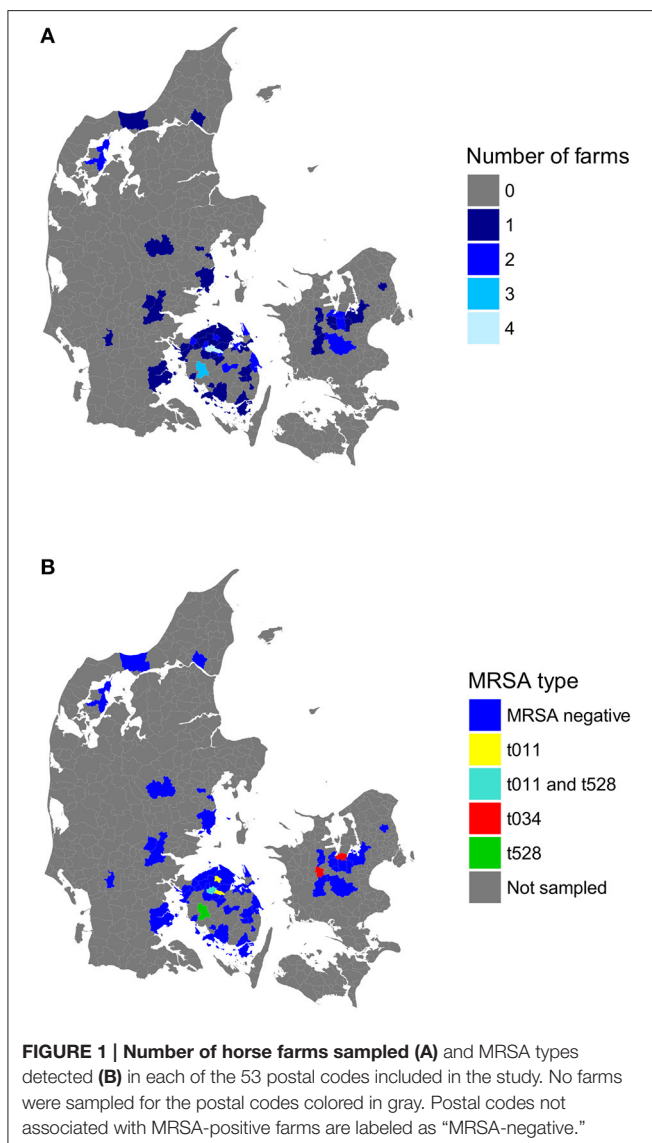 A
Number of farms
0
1
2
3
4
B
MRSA type
MRSA negative
t011
t011 and t528
t034
t528
Not sampled
FIGURE 1 | Number of horse farms sampled (A) and MRSA types
detected (B) in each of the 53 postal codes included in the study. No farms
were sampled for the postal codes colored in gray. Postal codes not
associated with MRSA-positive farms are labeled as “MRSA-negative.”